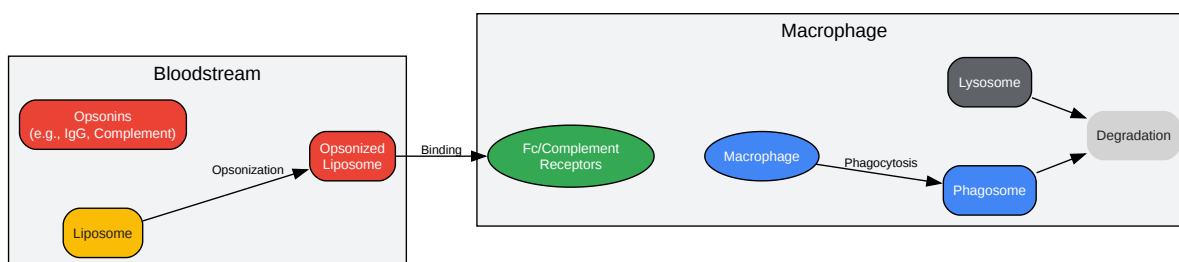 Macrophage
Bloodstream
Opsonins
(e.g., IgG, Complement)
Opsonization
Liposome
Opsonized
Liposome
Binding
Fc/Complement
Receptors
Macrophage
Phagocytosis
Lysosome
Phagosome
Degradation